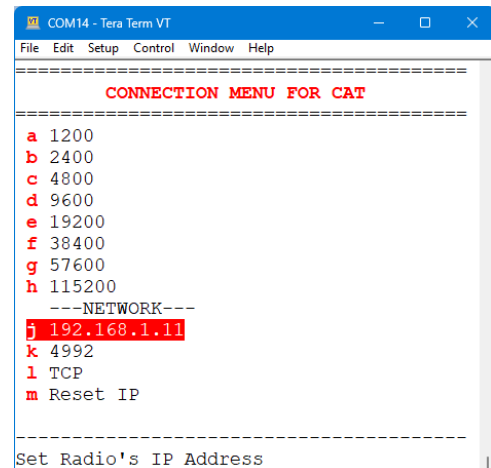 COM14 - Tera Term VT
File Edit Setup Control Window Help
==========================================
CONNECTION MENU FOR CAT
==========================================
a 1200
b 2400
c 4800
d 9600
e 19200
f 38400
g 57600
h 115200
---NETWORK---
j 192.168.1.11
k 4992
l TCP
m Reset IP
------------------------------------------
Set Radio's IP Address